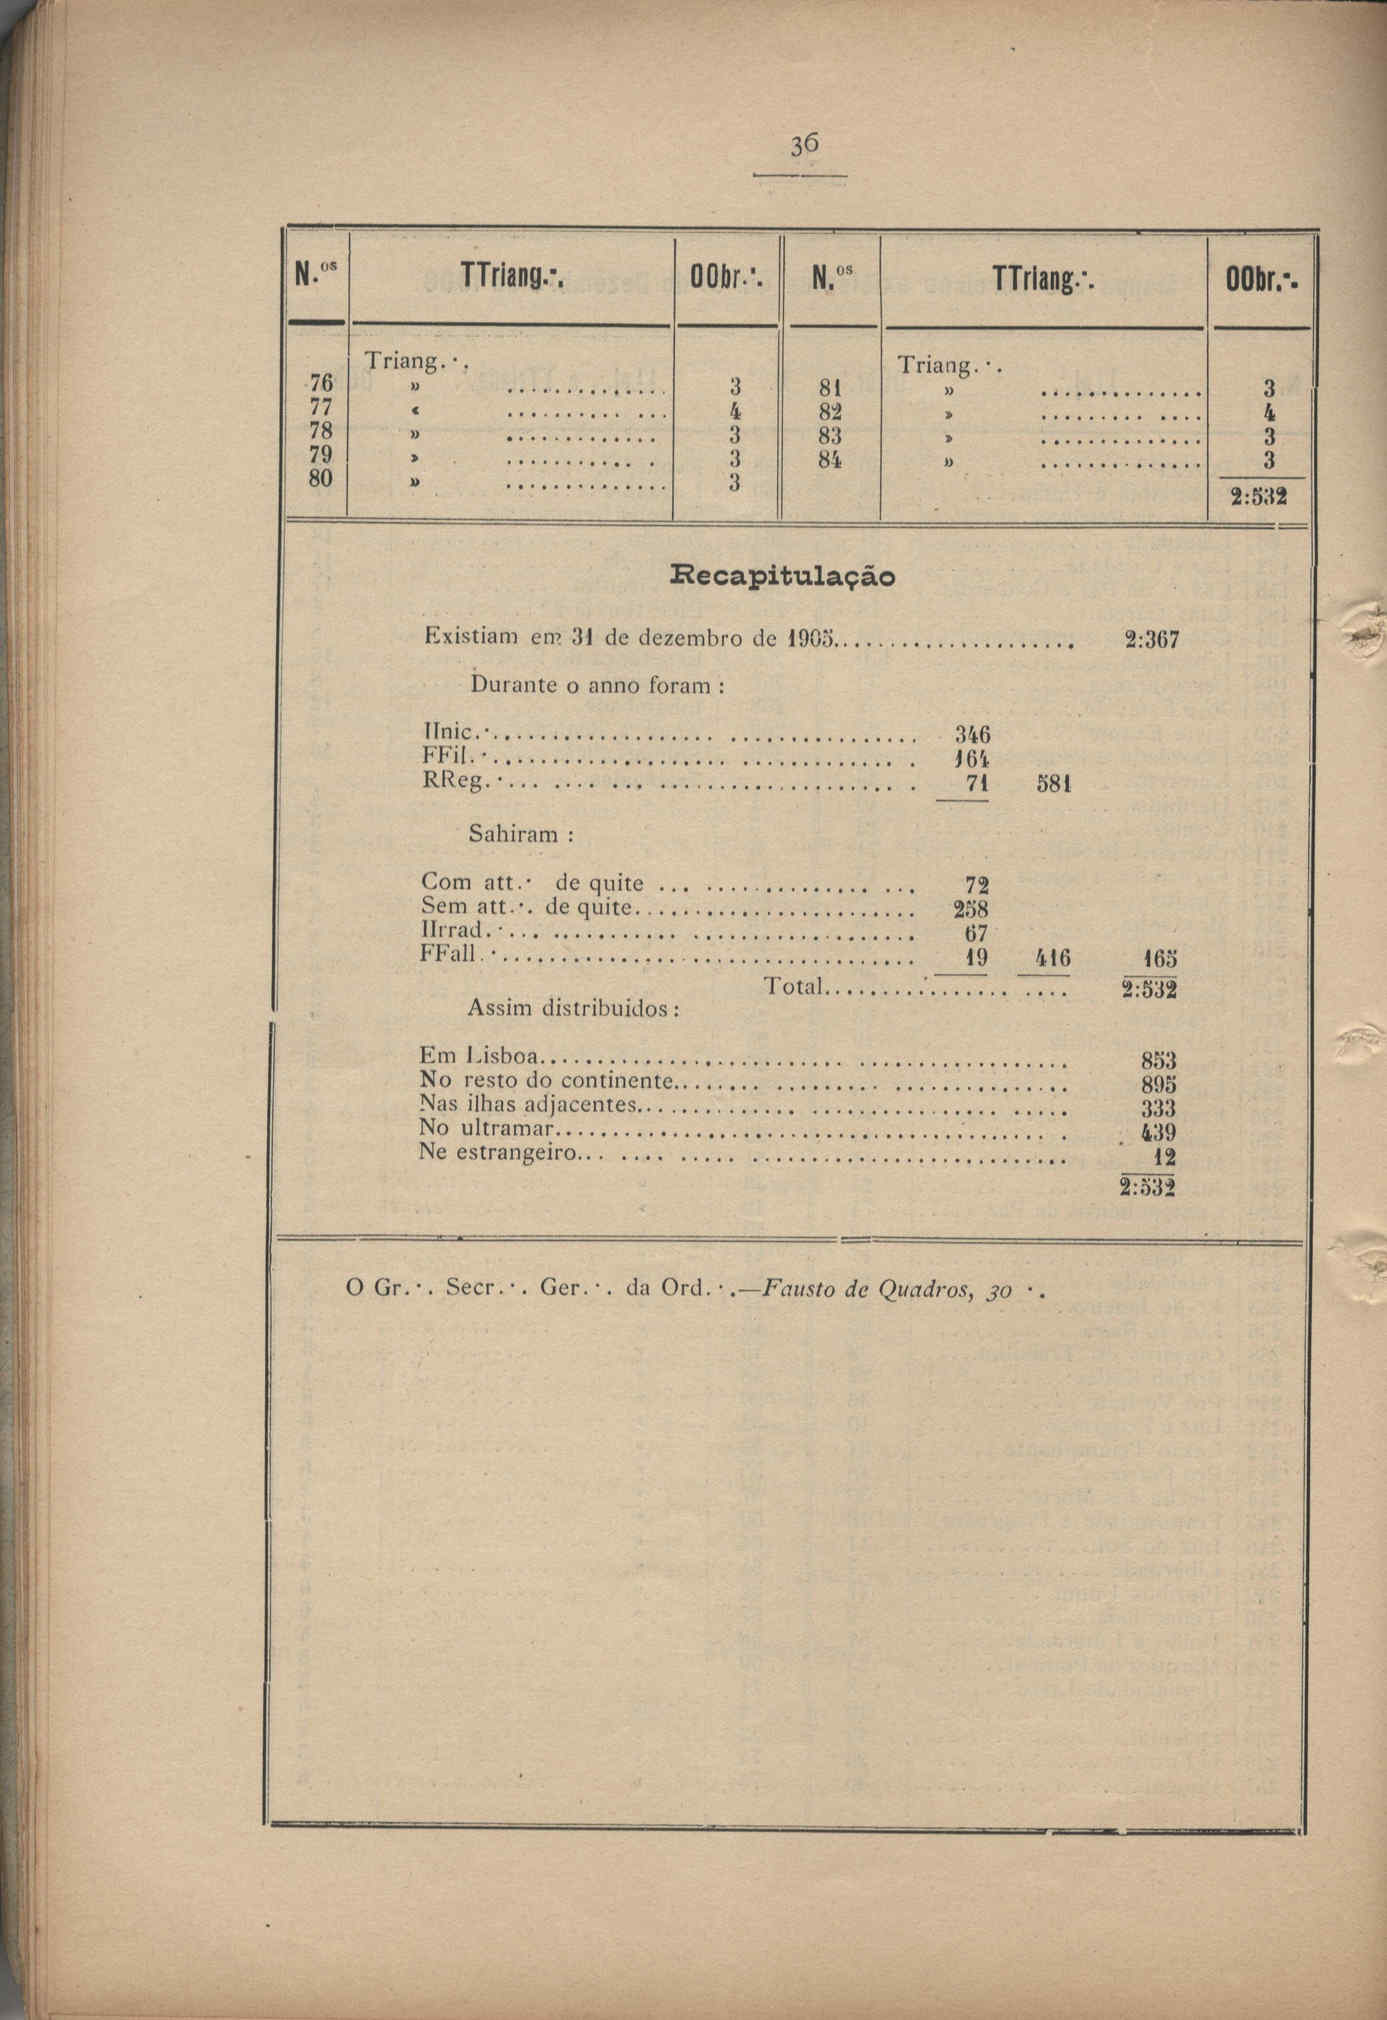 36
N.os TTriang.·. OObr.·. N.os TTriang.·. OObr.·.
Triang.·. Triang.·.
76 » .............. 3 81 » .............. 3
77 « .......... ... 4 82 » .......... .... 4
78 » ............. 3 83 » .............. 3
79 » ........... . 3 84 » .............. 3
80 » .............. 3
2:532
Recapitulação
Existiam em 31 de dezembro de 1905...................... 2:367
Durante o anno foram :
IInic.·................... ................ 346
FFil.·.................... ............. . 164
RReg.·... .... ... ..................... . 71 581
Sahiram :
Com att.· de quite ... .............. ... 72
Sem att.·. de quite........................ 258
IIrrad.·... ........... ................... 67
FFall.·................................... 19 416 165
Total................ .... 2:532
Assim distribuidos :
Em Lisboa.......................... .................. 853
No resto do continente........ ......... ............... 895
Nas ilhas adjacentes.............. ................ ..... 333
No ultramar......................................... . 439
Ne estrangeiro... .... ..... ........................... 12
2:532
O Gr.·. Secr.·. Ger.·. da Ord.·.—Fausto de Quadros, 30 ·.